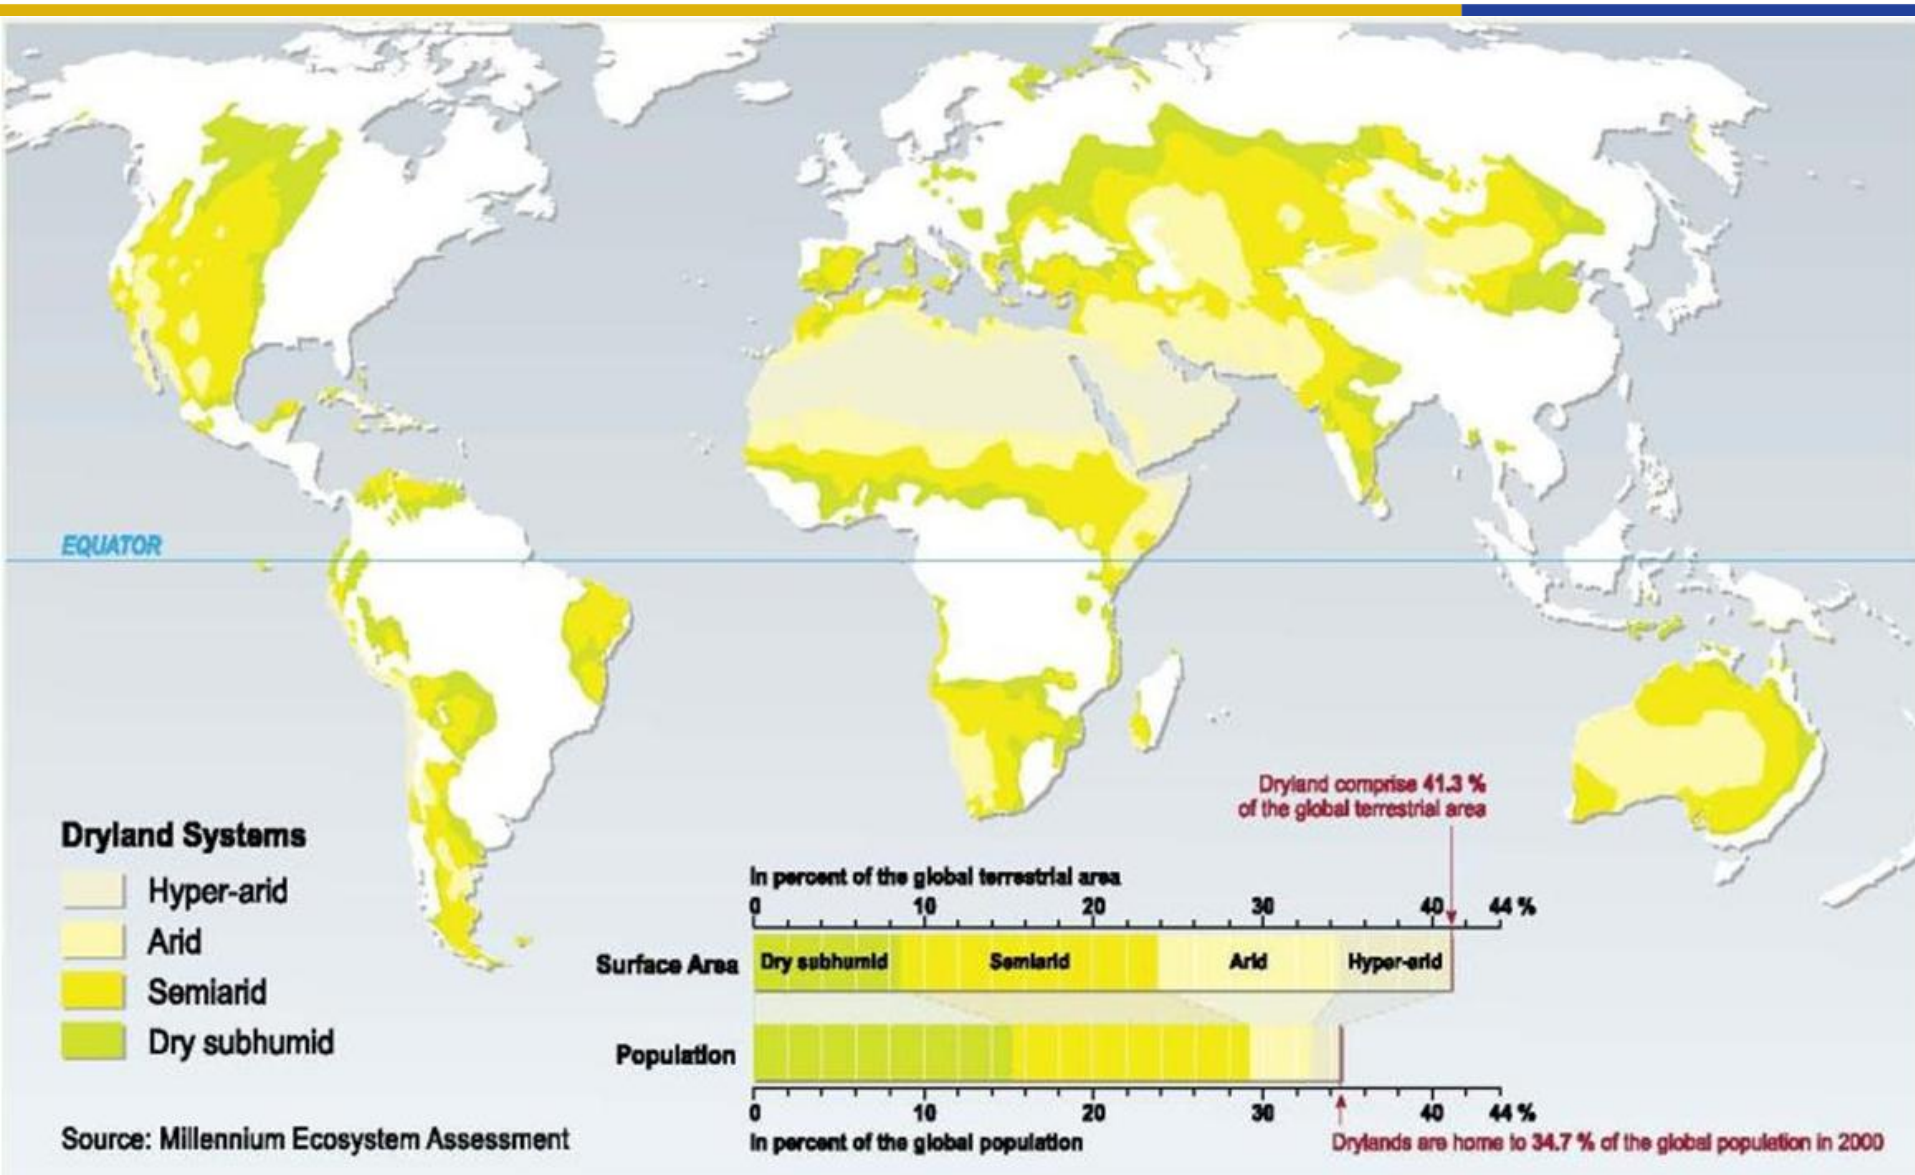 EQUATOR
Dryland comprise 41.3 %
of the global terrestrial area
Dryland Systems
Hyper-arid
Arid
Semiarid
Dry subhumid
In percent of the global terrestrial area
0 10 20 30 40 44 %
Surface Area Dry subhumid Semiarid Arid Hyper-arid
Population
0 10 20 30 40 44 %
Source: Millennium Ecosystem Assessment
In percent of the global population
Drylands are home to 34.7 % of the global population in 2000